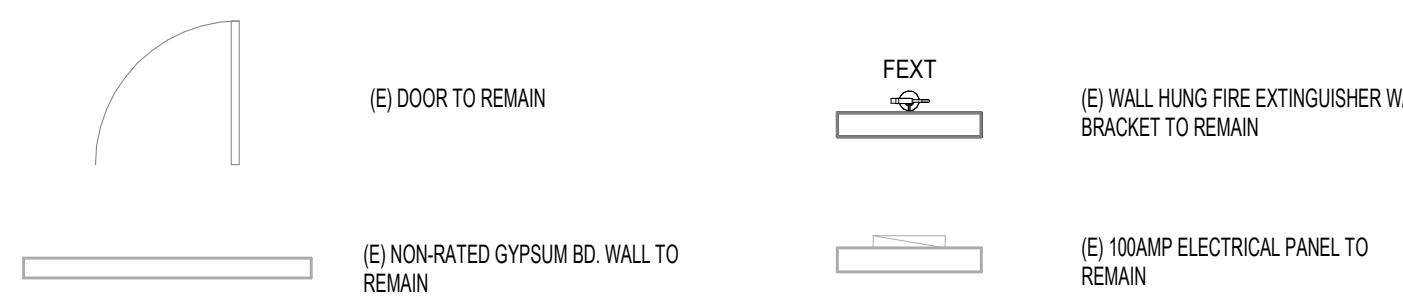 (E) DOOR TO REMAIN
(E) NON-RATED GYPSUM BD. WALL TO
REMAIN
FEXT
(E) WALL HUNG FIRE EXTINGUISHER
BRACKET TO REMAIN
(E) 100AMP ELECTRICAL PANEL TO
REMAIN